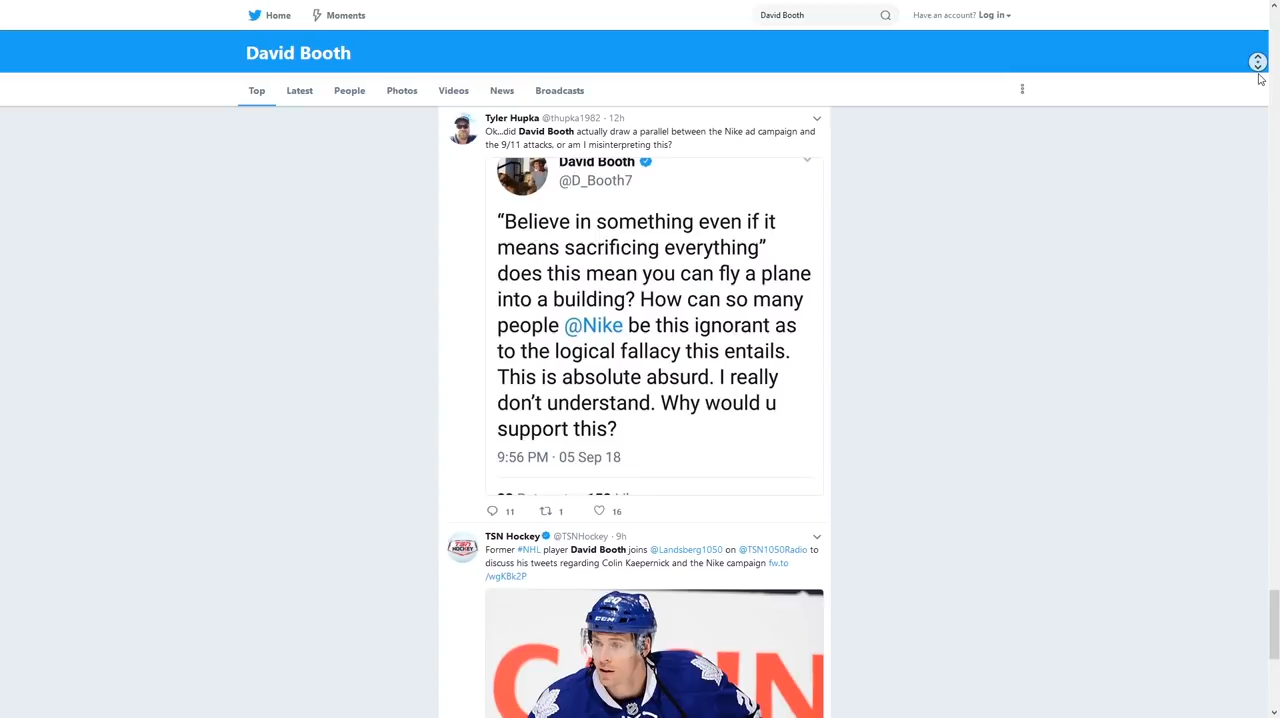 Home
Moments
David Booth
Have an account? Log in
David Booth
Top
Latest
People
Photos
Videos
News
Broadcasts
Tyler Hupka @thupka1982 · 12h
Ok...did David Booth actually draw a parallel between the Nike ad campaign and
the 9/11 attacks, or am I misinterpreting this?
David Booth
@D_Booth7
“Believe in something even if it
means sacrificing everything”
does this mean you can fly a plane
into a building? How can so many
people @Nike be this ignorant as
to the logical fallacy this entails.
This is absolute absurd. I really
don’t understand. Why would u
support this?
9:56 PM · 05 Sep 18
11
1
16
TSN Hockey @TSNHockey · 9h
Former #NHL player David Booth joins @Landsberg1050 on @TSN1050Radio to
discuss his tweets regarding Colin Kaepernick and the Nike campaign fw.to
/wgKBk2P
TSN
HOCKEY
20
CCM